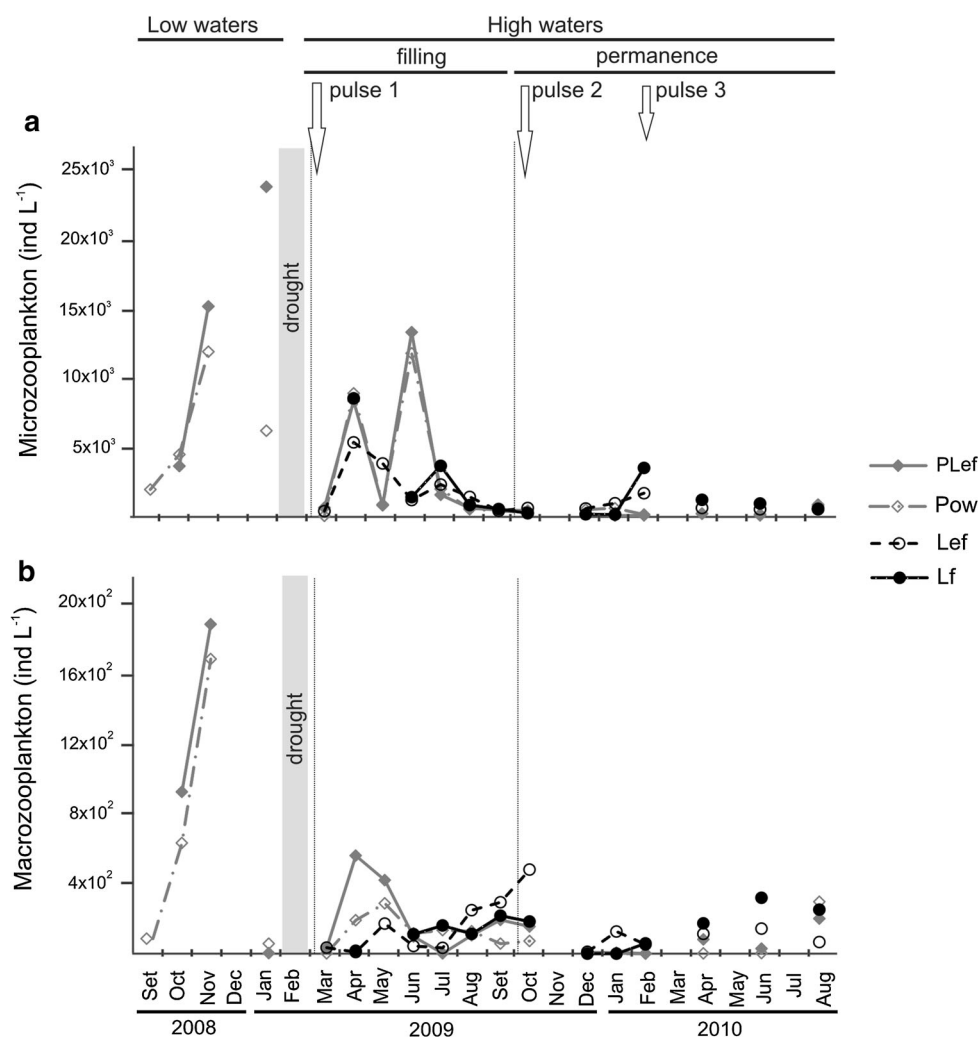 Low waters
High waters
filling
permanence
pulse 1
pulse 2
pulse 3
a
Microzooplankton (ind L⁻¹)
25x10³
20x10³
15x10³
10x10³
5x10³
drought
PLef
Pow
Lef
Lf
b
Macrozooplankton (ind L⁻¹)
20x10²
16x10²
12x10²
8x10²
4x10²
drought
Set Oct Nov Dec Jan Feb Mar Apr May Jun Jul Aug Set Oct Nov Dec Jan Feb Mar Apr May Jun Jul Aug
2008 2009 2010